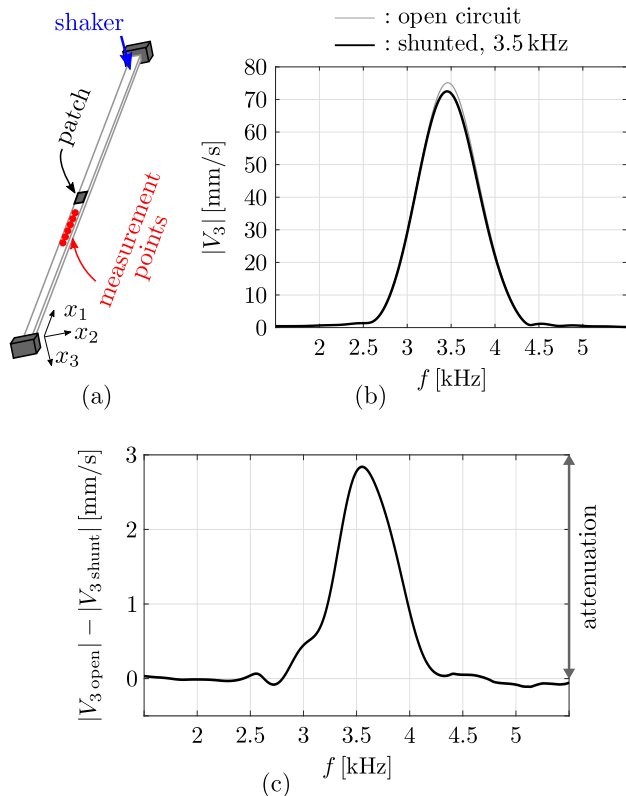 shaker
patch
measurement
points
x1
x2
x3
(a)
: open circuit
: shunted, 3.5 kHz
80
70
60
50
40
30
20
10
0
|V3| [mm/s]
2 2.5 3 3.5 4 4.5 5
f [kHz]
(b)
3
2
1
0
|V3 open| − |V3 shunt| [mm/s]
attenuation
2 2.5 3 3.5 4 4.5 5
f [kHz]
(c)